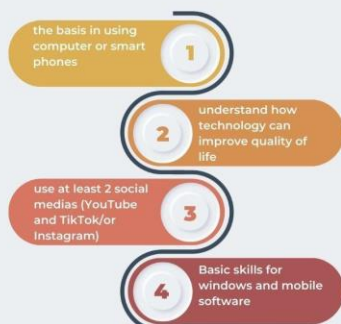 the basis in using
computer or smart
phones
1
2
understand how
technology can
improve quality of
life
use at least 2 social
medias (YouTube
and TikTok/or
Instagram)
3
4
Basic skills for
windows and mobile
software